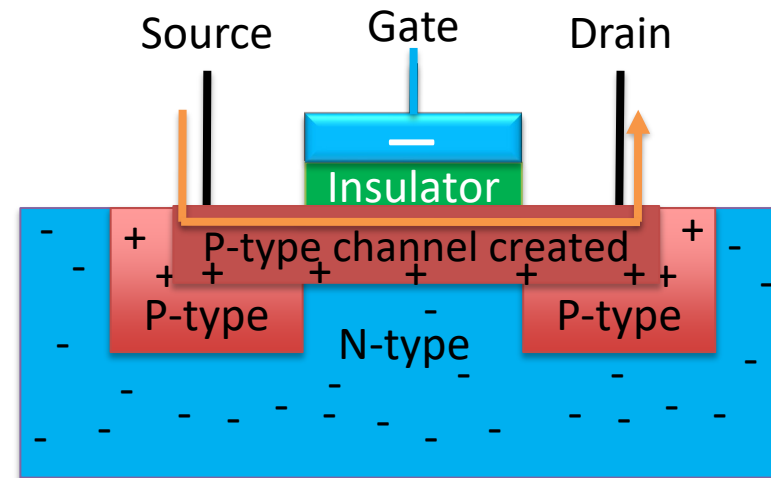 Source
Gate
Drain
Insulator
P-type channel created
P-type
N-type
P-type